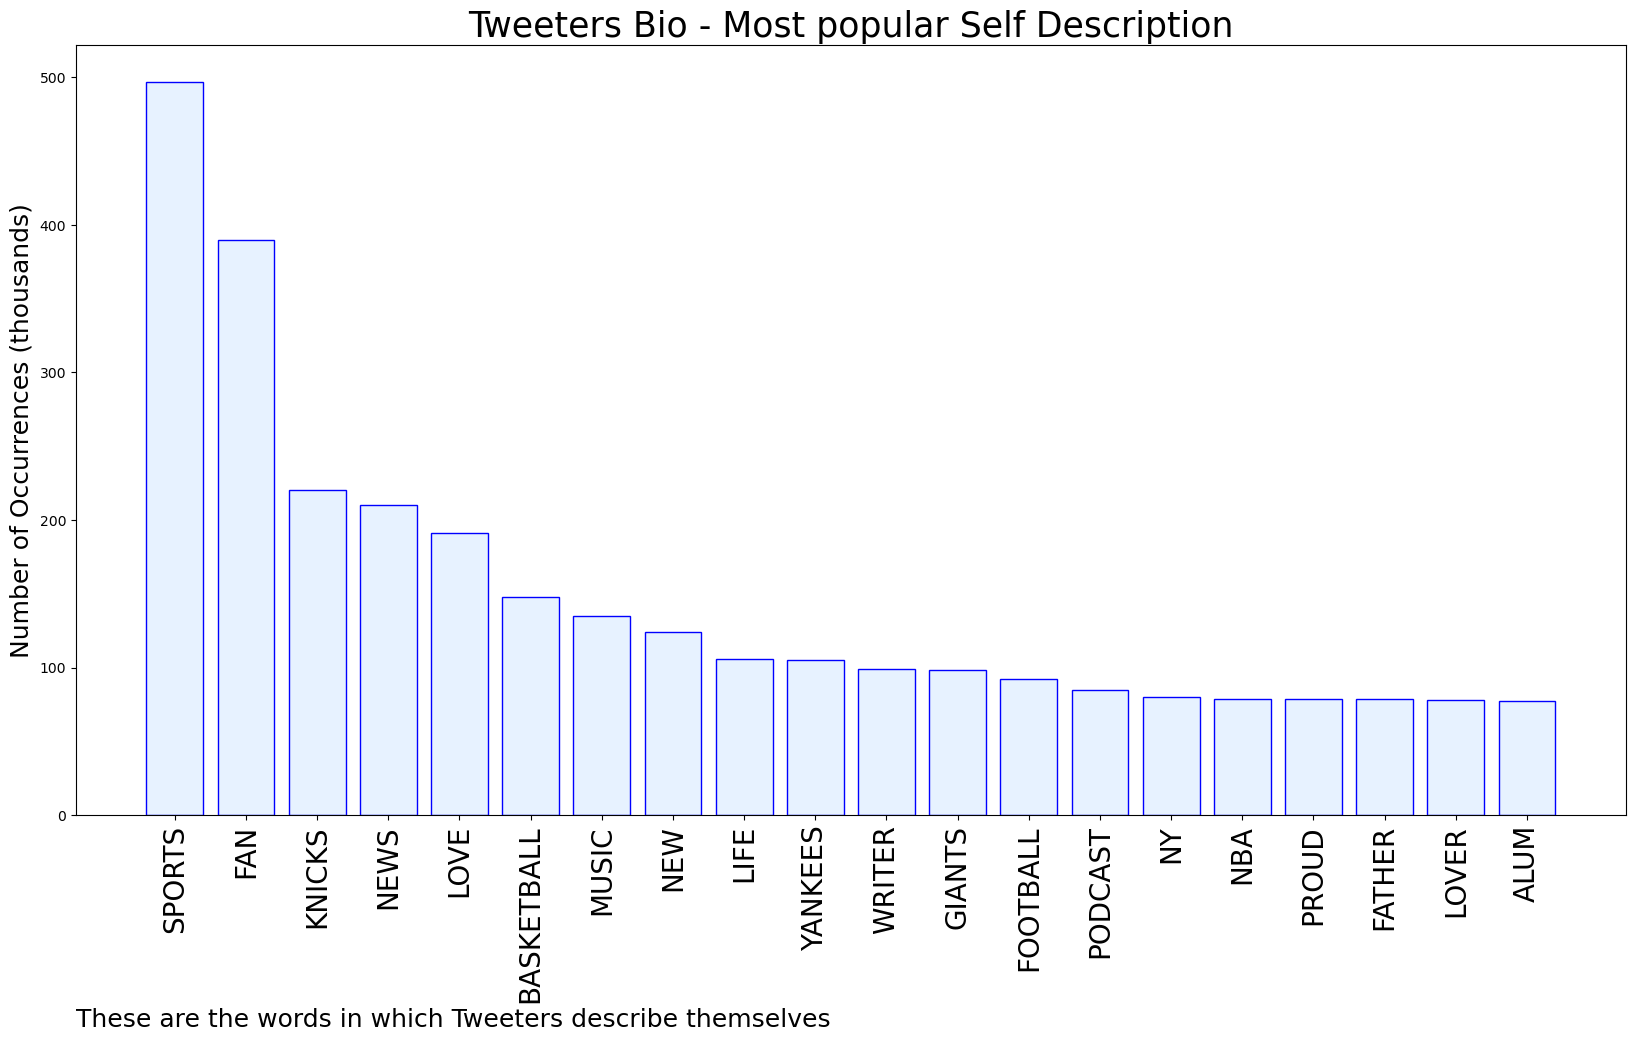 Tweeters Bio - Most popular Self Description
Number of Occurrences (thousands)
500
400
300
200
100
0
SPORTS
FAN
KNICKS
NEWS
LOVE
BASKETBALL
MUSIC
NEW
LIFE
YANKEES
WRITER
GIANTS
FOOTBALL
PODCAST
NY
NBA
PROUD
FATHER
LOVER
ALUM
These are the words in which Tweeters describe themselves